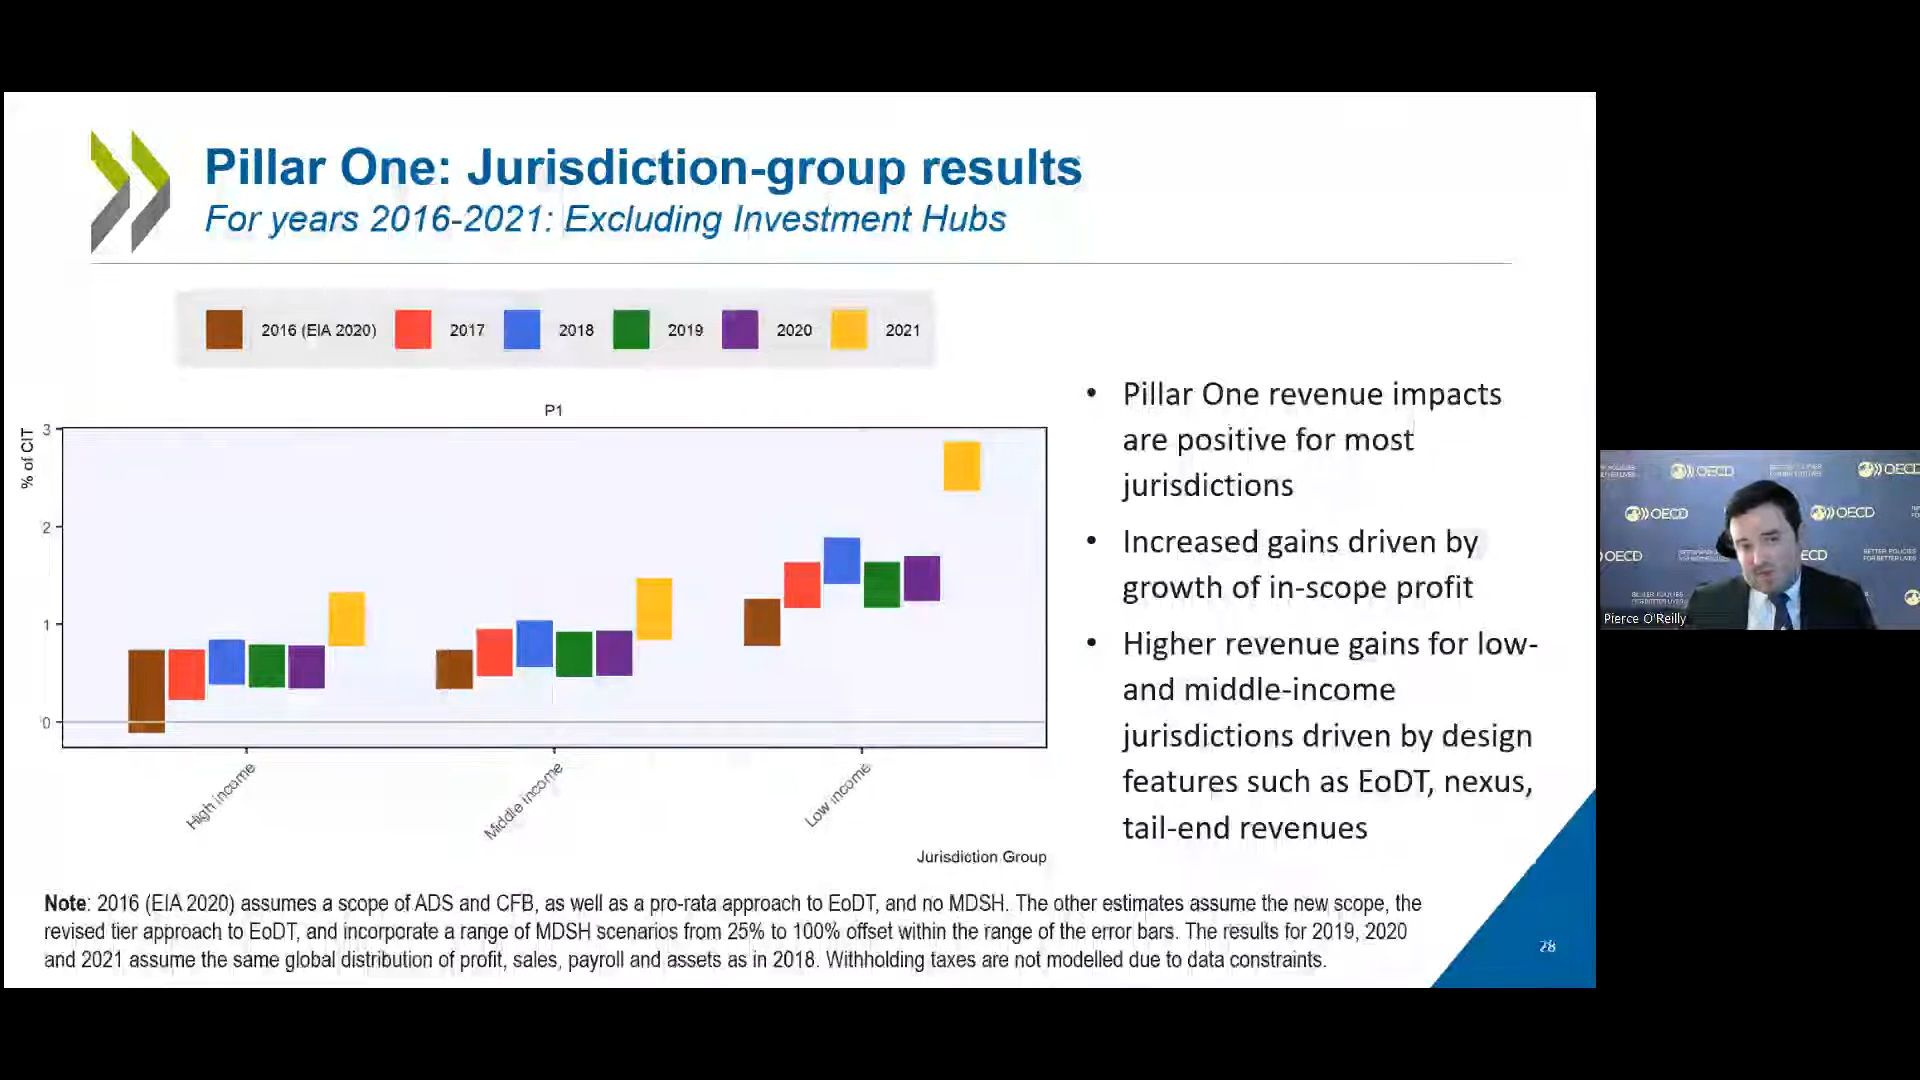 Pillar One: Jurisdiction-group results
For years 2016-2021: Excluding Investment Hubs
2016 (EIA 2020) 2017 2018 2019 2020 2021
P1
% of CIT
3
2
1
0
High income
Middle income
Low income
Jurisdiction Group
• Pillar One revenue impacts
are positive for most
jurisdictions
• Increased gains driven by
growth of in-scope profit
• Higher revenue gains for low-
and middle-income
jurisdictions driven by design
features such as EoDT, nexus,
tail-end revenues
Note: 2016 (EIA 2020) assumes a scope of ADS and CFB, as well as a pro-rata approach to EoDT, and no MDSH. The other estimates assume the new scope, the
revised tier approach to EoDT, and incorporate a range of MDSH scenarios from 25% to 100% offset within the range of the error bars. The results for 2019, 2020
and 2021 assume the same global distribution of profit, sales, payroll and assets as in 2018. Withholding taxes are not modelled due to data constraints.
28
OECD OECD
OECD OECD
OECD ECD
BETTER POLICIES
FOR BETTER LIVES
Pierce O'Reilly